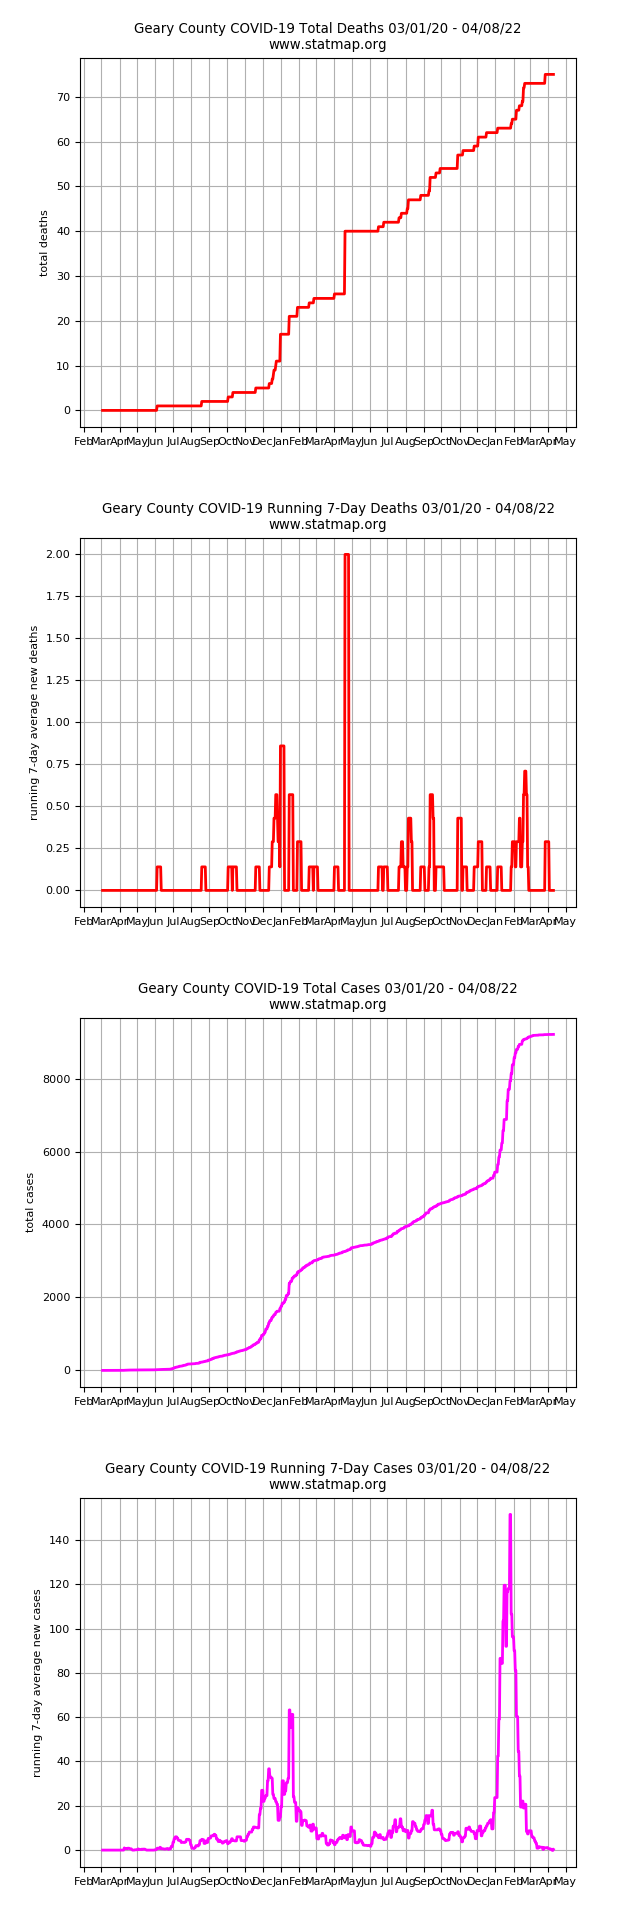 Geary County COVID-19 Total Deaths 03/01/20 - 04/08/22
www.statmap.org
total deaths
70
60
50
40
30
20
10
0
Feb Mar Apr May Jun Jul Aug Sep Oct Nov Dec Jan Feb Mar Apr May Jun Jul Aug Sep Oct Nov Dec Jan Feb Mar Apr May
Geary County COVID-19 Running 7-Day Deaths 03/01/20 - 04/08/22
www.statmap.org
running 7-day average new deaths
2.00
1.75
1.50
1.25
1.00
0.75
0.50
0.25
0.00
Feb Mar Apr May Jun Jul Aug Sep Oct Nov Dec Jan Feb Mar Apr May Jun Jul Aug Sep Oct Nov Dec Jan Feb Mar Apr May
Geary County COVID-19 Total Cases 03/01/20 - 04/08/22
www.statmap.org
total cases
8000
6000
4000
2000
0
Feb Mar Apr May Jun Jul Aug Sep Oct Nov Dec Jan Feb Mar Apr May Jun Jul Aug Sep Oct Nov Dec Jan Feb Mar Apr May
Geary County COVID-19 Running 7-Day Cases 03/01/20 - 04/08/22
www.statmap.org
running 7-day average new cases
140
120
100
80
60
40
20
0
Feb Mar Apr May Jun Jul Aug Sep Oct Nov Dec Jan Feb Mar Apr May Jun Jul Aug Sep Oct Nov Dec Jan Feb Mar Apr May